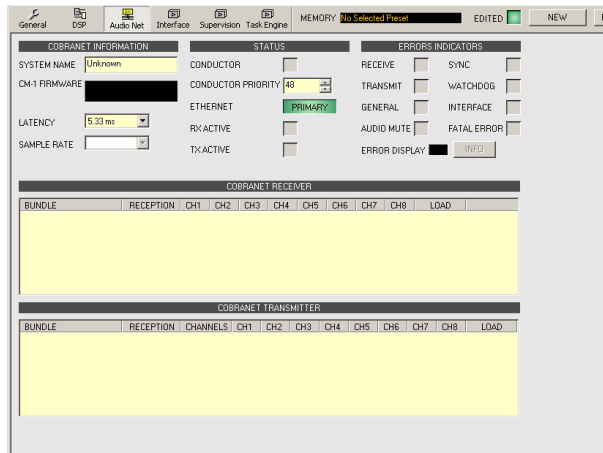 General DSP Audio Net Interface Supervision Task Engine MEMORY No Selected Preset EDITED NEW
COBRANET INFORMATION STATUS ERRORS INDICATORS
SYSTEM NAME Unknown CONDUCTOR RECEIVE SYNC
CM-1 FIRMWARE CONDUCTOR PRIORITY 48 TRANSMIT WATCHDOG
ETHERNET PRIMARY GENERAL INTERFACE
LATENCY 5.33 ms RX ACTIVE AUDIO MUTE FATAL ERROR
SAMPLE RATE TX ACTIVE ERROR DISPLAY INFO
COBRANET RECEIVER
BUNDLE RECEPTION CH1 CH2 CH3 CH4 CH5 CH6 CH7 CH8 LOAD
COBRANET TRANSMITTER
BUNDLE RECEPTION CHANNELS CH1 CH2 CH3 CH4 CH5 CH6 CH7 CH8 LOAD